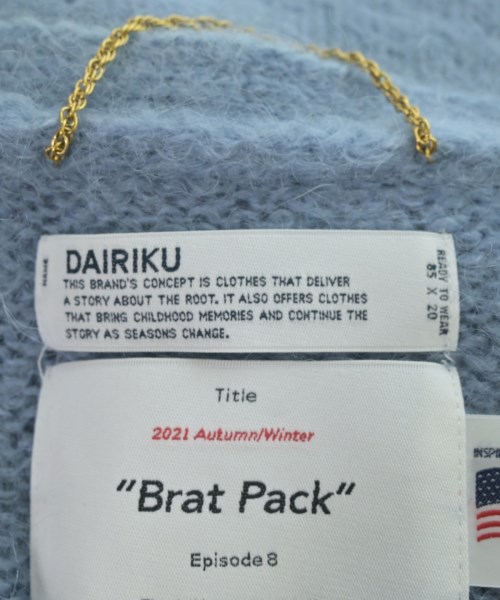 NAME
DAIRIKU
THIS BRAND'S CONCEPT IS CLOTHES THAT DELIVER
A STORY ABOUT THE ROOT. IT ALSO OFFERS CLOTHES
THAT BRING CHILDHOOD MEMORIES AND CONTINUE THE
STORY AS SEASONS CHANGE.
READY TO WEAR
85 X 20
Title
2021 Autumn/Winter
"Brat Pack"
Episode 8